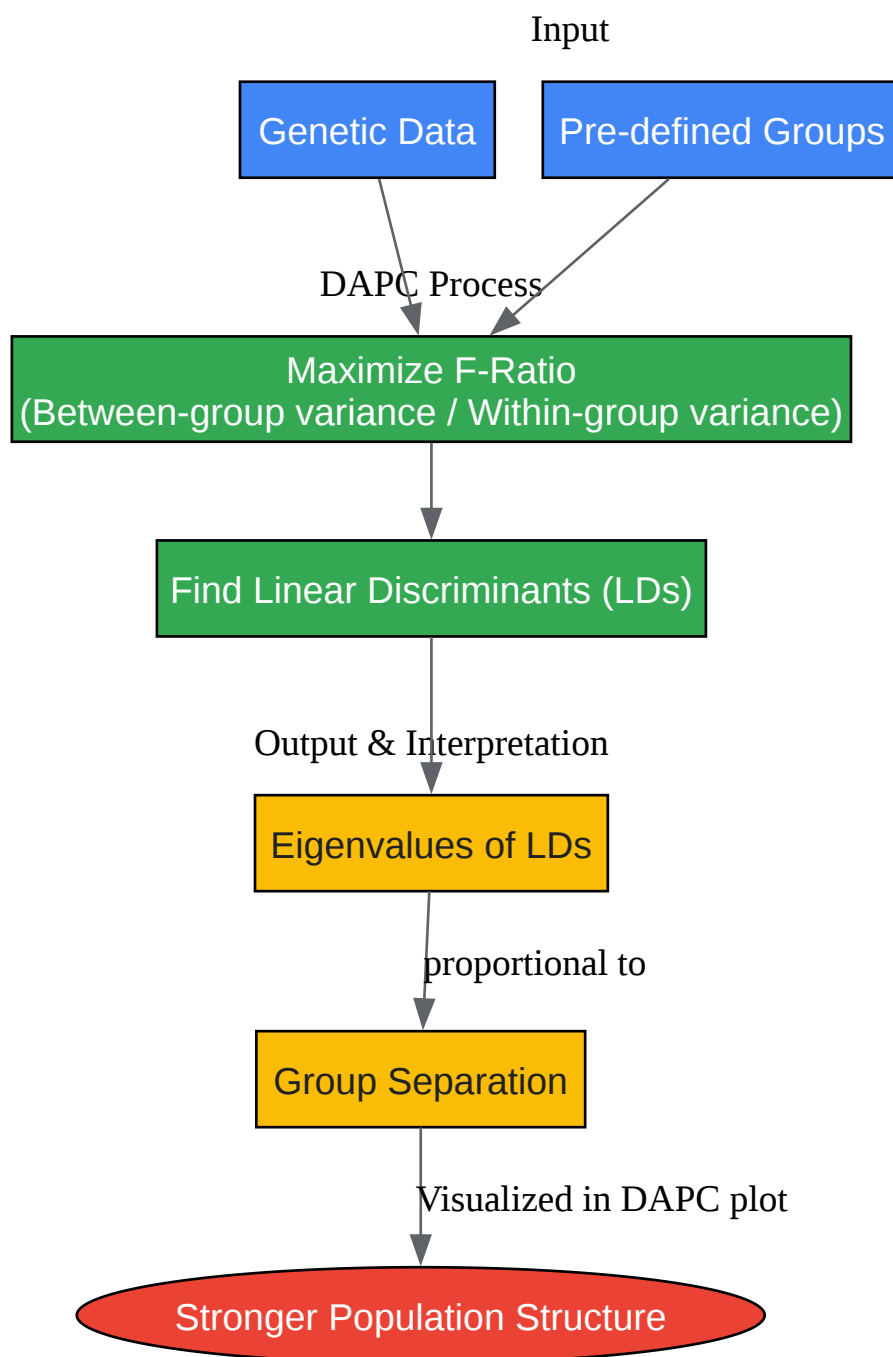 Input
Genetic Data
Pre-defined Groups
DAPC Process
Maximize F-Ratio
(Between-group variance / Within-group variance)
Find Linear Discriminants (LDs)
Output & Interpretation
Eigenvalues of LDs
proportional to
Group Separation
Visualized in DAPC plot
Stronger Population Structure